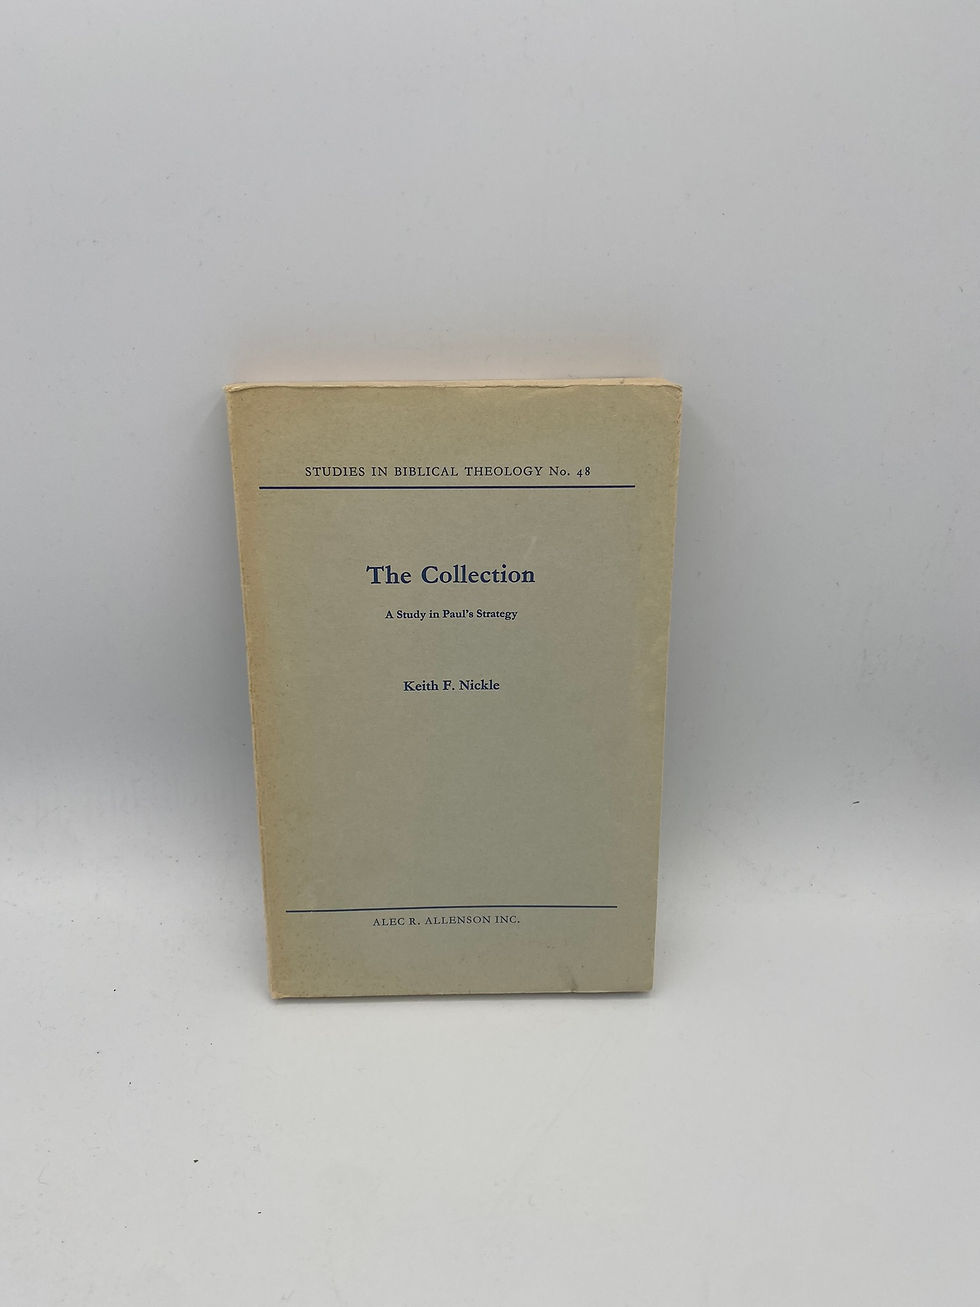 STUDIES IN BIBLICAL THEOLOGY No. 48
The Collection
A Study in Paul's Strategy
Keith F. Nickle
ALEC R. ALLENSON INC.